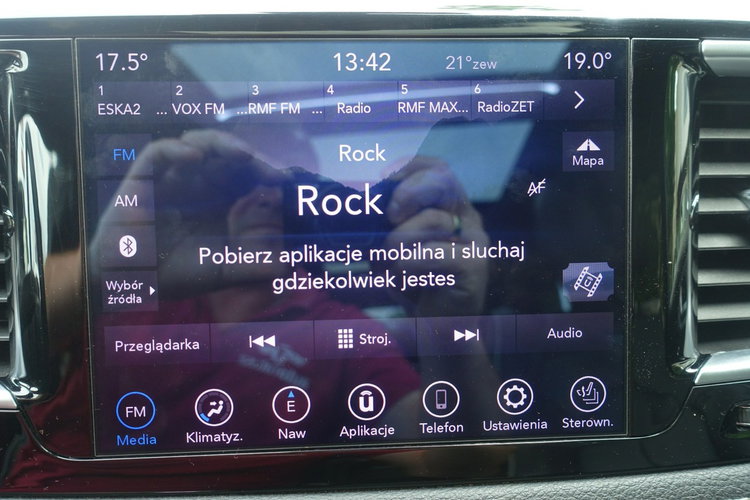 17.5° 13:42 21°zew 19.0°
1 2 3 4 5 6
ESKA2 ... VOX FM ...RMF FM ... Radio RMF MAX... RadioZET
FM Rock Mapa
AM Rock AF
Pobierz aplikacje mobilna i sluchaj
gdziekolwiek jestes
Wybór
źródła
Przeglądarka Stroj. Audio
FM E ū
Media Klimatyz. Naw Aplikacje Telefon Ustawienia Sterown.